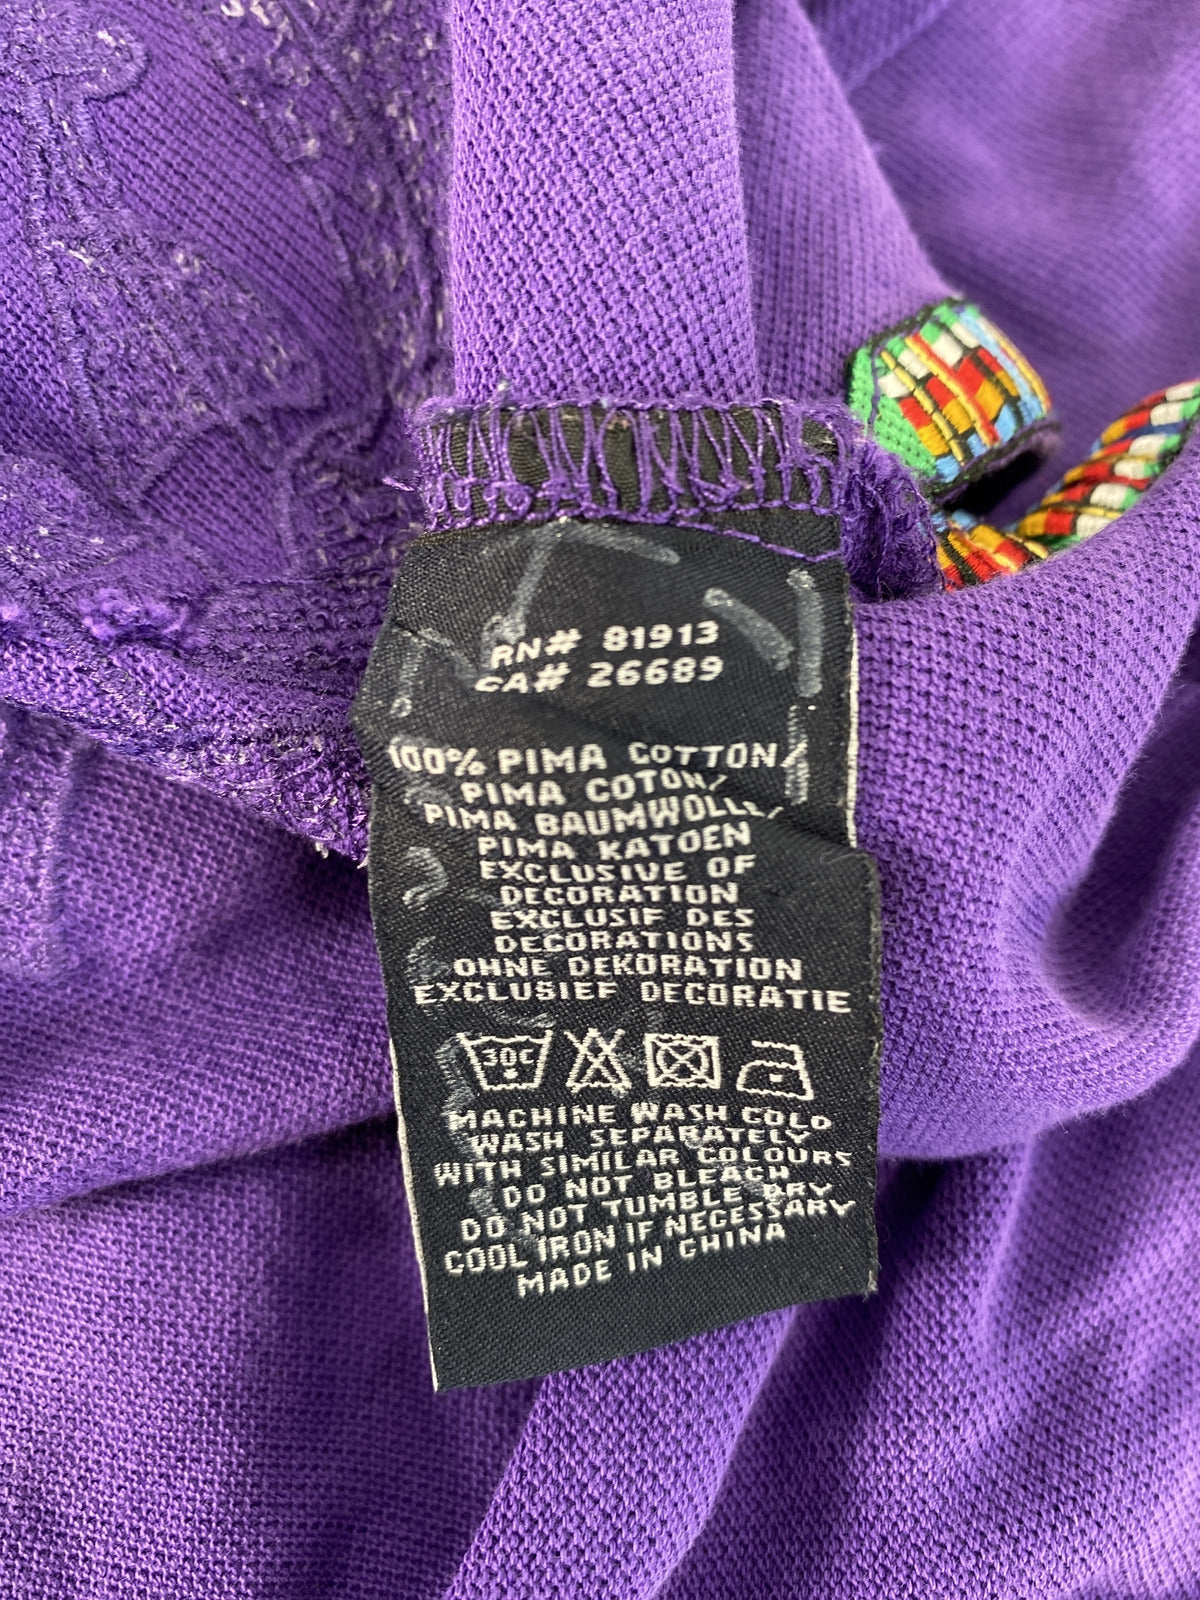 RN# 81913
CA# 26689
100% PIMA COTTON/
PIMA COTON/
PIMA BAUMWOLLL/
PIMA KATOEN
EXCLUSIVE OF
DECORATION
EXCLUSIF DES
DECORATIONS
OHNE DEKORATION
EXCLUSIEF DECORATIE
30C
MACHINE WASH COLD
WASH SEPARATELY
WITH SIMILAR COLOURS
DO NOT BLEACH
DO NOT TUMBLE DRY
COOL IRON IF NECESSARY
MADE IN CHINA